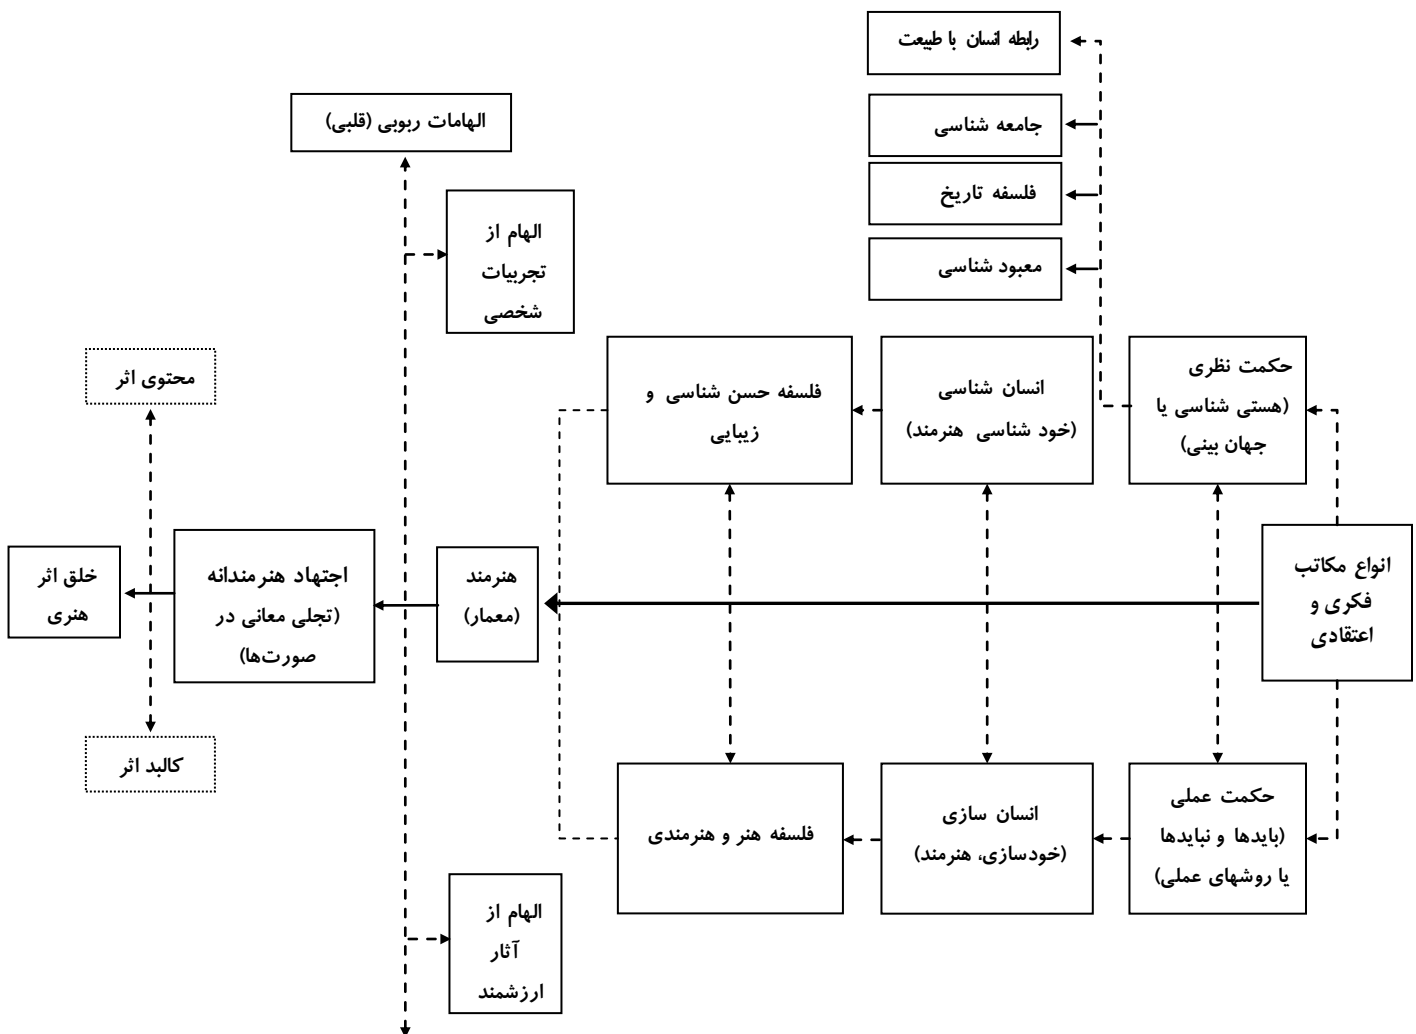 رابطه انسان با طبیعت
جامعه شناسی
فلسفه تاریخ
معبود شناسی
الهامات ربوبی (قلبی)
الهام از
تجربیات
شخصی
حکمت نظری
(هستی شناسی یا
جهان بینی)
انسان شناسی
(خود شناسی هنرمند)
فلسفه حسن شناسی و
زیبایی
محتوی اثر
انواع مکاتب
فکری و
اعتقادی
هنرمند
(معمار)
اجتهاد هنرمندانه
(تجلی معانی در
صورت‌ها)
خلق اثر
هنری
کالبد اثر
حکمت عملی
(بایدها و نبایدها
یا روشهای عملی)
انسان سازی
(خودسازی، هنرمند)
فلسفه هنر و هنرمندی
الهام از
آثار
ارزشمند